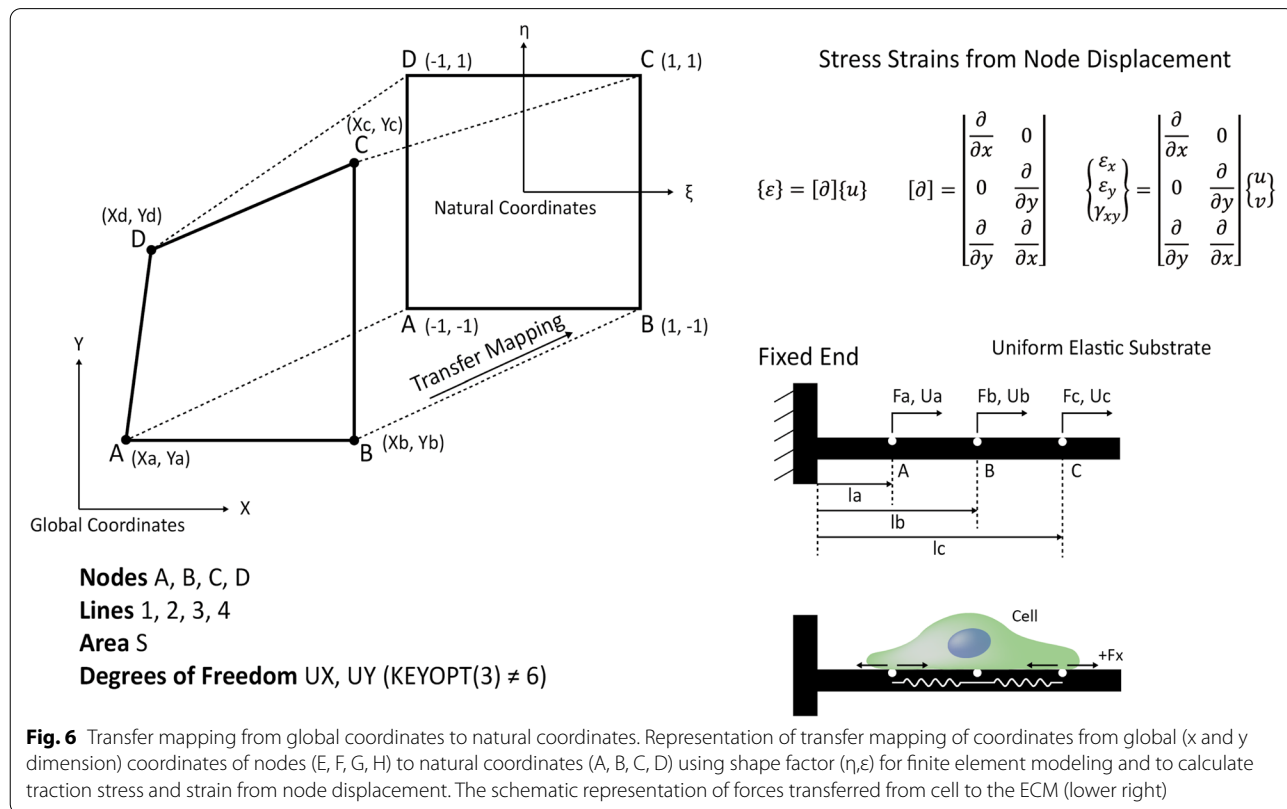 η
D (-1, 1)
C (1, 1)
(Xc, Yc)
C
ξ
Natural Coordinates
(Xd, Yd)
D
A (-1, -1)
B (1, -1)
Transfer Mapping
Y
A (Xa, Ya)
B (Xb, Yb)
X
Global Coordinates
Nodes A, B, C, D
Lines 1, 2, 3, 4
Area S
Degrees of Freedom UX, UY (KEYOPT(3) ≠ 6)
Stress Strains from Node Displacement
{ε} = [∂]{u}
[∂] = [∂/∂x 0
0 ∂/∂y
∂/∂y ∂/∂x]
{εx
εy
γxy} = [∂/∂x 0
0 ∂/∂y
∂/∂y ∂/∂x] {u
v}
Fixed End
Uniform Elastic Substrate
Fa, Ua
Fb, Ub
Fc, Uc
A
B
C
la
lb
lc
Cell
+Fx
Fig. 6 Transfer mapping from global coordinates to natural coordinates. Representation of transfer mapping of coordinates from global (x and y
dimension) coordinates of nodes (E, F, G, H) to natural coordinates (A, B, C, D) using shape factor (η,ε) for finite element modeling and to calculate
traction stress and strain from node displacement. The schematic representation of forces transferred from cell to the ECM (lower right)